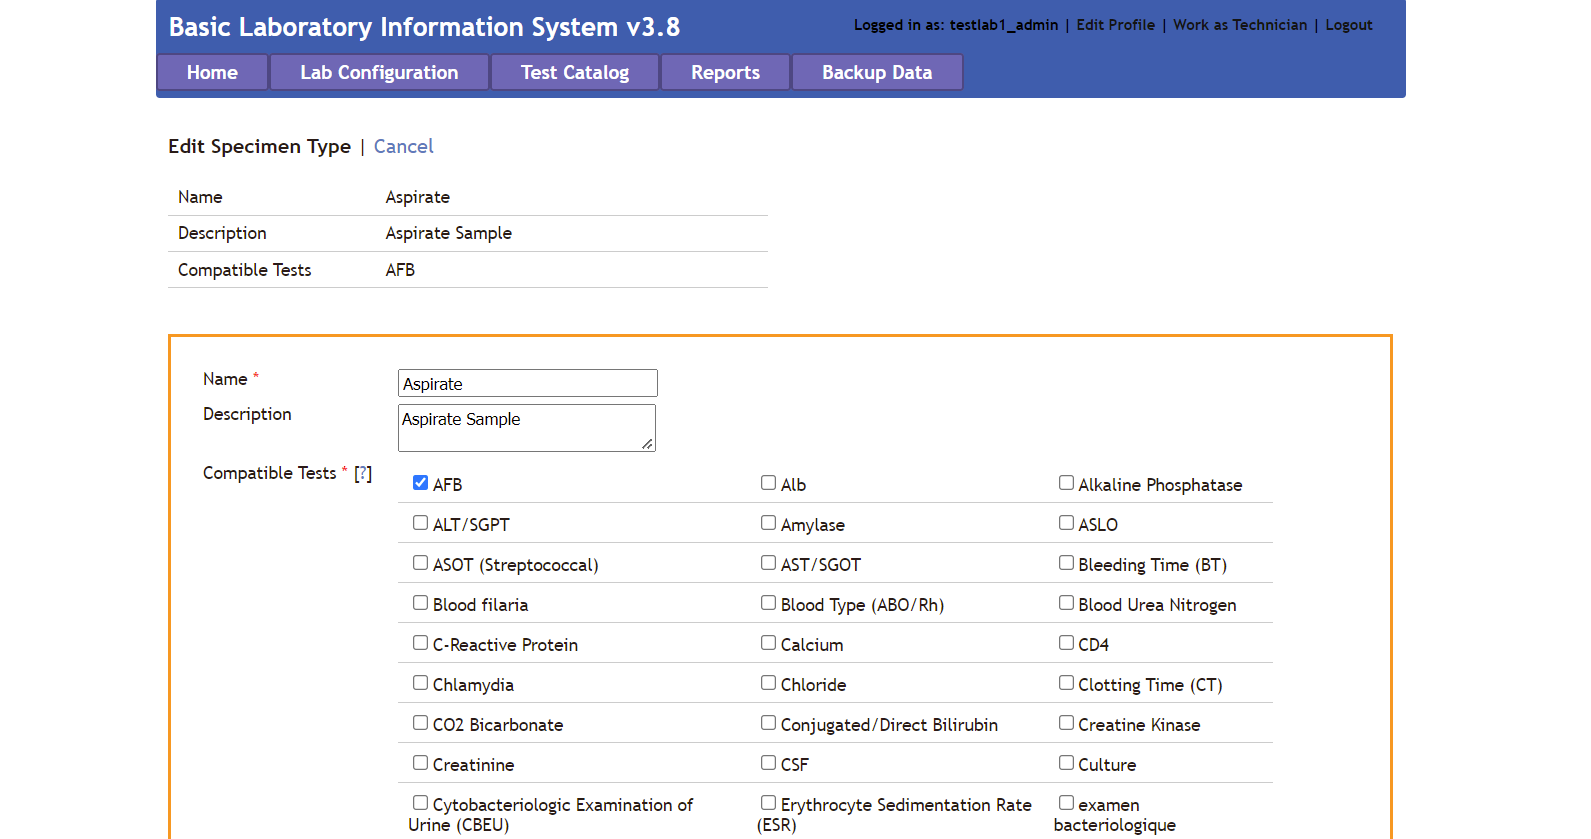 Basic Laboratory Information System v3.8
Logged in as: testlab1_admin | Edit Profile | Work as Technician | Logout
Home Lab Configuration Test Catalog Reports Backup Data
Edit Specimen Type | Cancel
Name Aspirate
Description Aspirate Sample
Compatible Tests AFB
Name * Aspirate
Description Aspirate Sample
Compatible Tests * [?]
AFB Alb Alkaline Phosphatase
ALT/SGPT Amylase ASLO
ASOT (Streptococcal) AST/SGOT Bleeding Time (BT)
Blood filaria Blood Type (ABO/Rh) Blood Urea Nitrogen
C-Reactive Protein Calcium CD4
Chlamydia Chloride Clotting Time (CT)
CO2 Bicarbonate Conjugated/Direct Bilirubin Creatine Kinase
Creatinine CSF Culture
Cytobacteriologic Examination of Erythrocyte Sedimentation Rate examen
Urine (CBEU) (ESR) bacteriologique